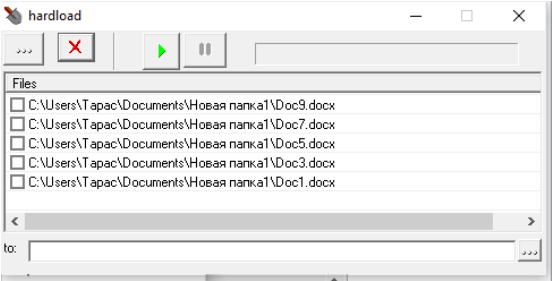 hardload
...
Files
C:\Users\Тарас\Documents\Новая папка1\Doc9.docx
C:\Users\Тарас\Documents\Новая папка1\Doc7.docx
C:\Users\Тарас\Documents\Новая папка1\Doc5.docx
C:\Users\Тарас\Documents\Новая папка1\Doc3.docx
C:\Users\Тарас\Documents\Новая папка1\Doc1.docx
to:
...